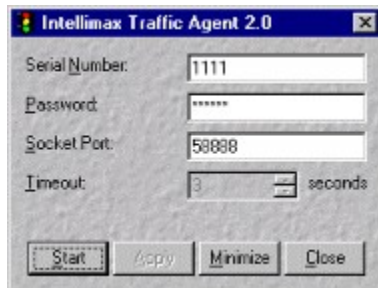 Intellimax Traffic Agent 2.0
Serial Number: 1111
Password: ******
Socket Port: 58888
Timeout: 3 seconds
Start Apply Minimize Close